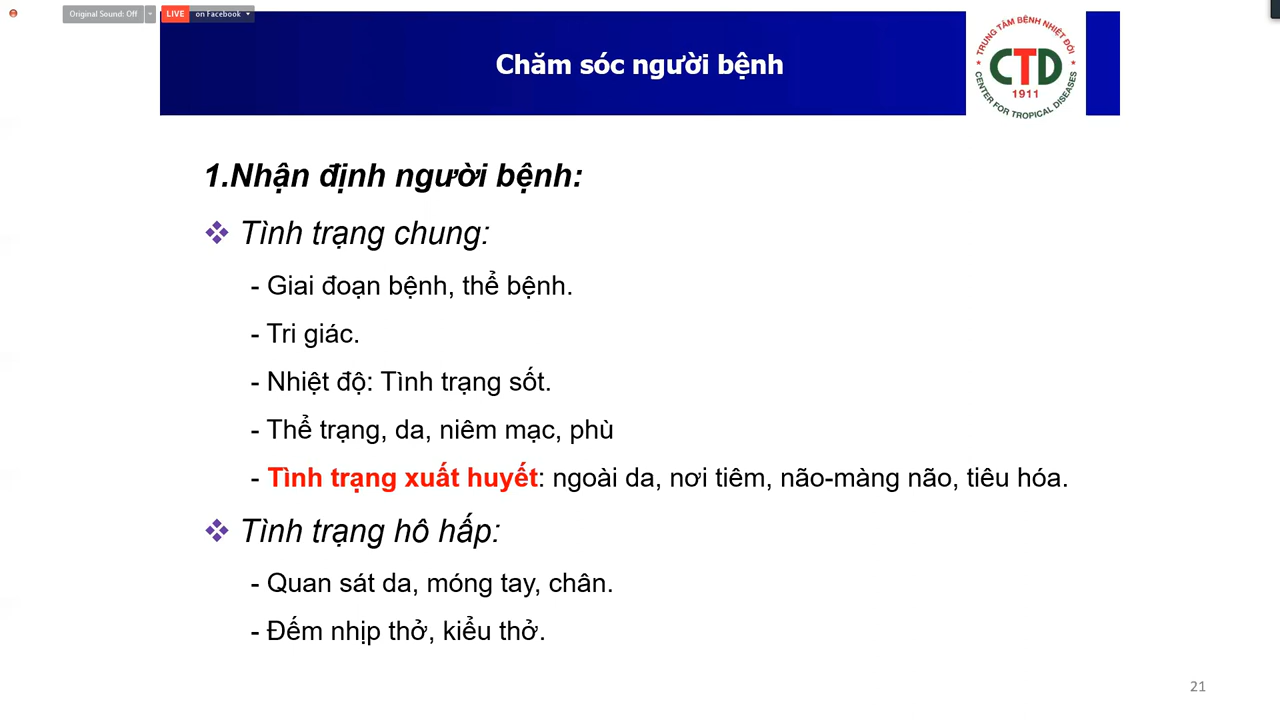 Original Sound: Off
LIVE on Facebook
Chăm sóc người bệnh
TRUNG TÂM BỆNH NHIỆT ĐỚI
CTD
1911
CENTER FOR TROPICAL DISEASES
1.Nhận định người bệnh:
❖ Tình trạng chung:
- Giai đoạn bệnh, thể bệnh.
- Tri giác.
- Nhiệt độ: Tình trạng sốt.
- Thể trạng, da, niêm mạc, phù
- Tình trạng xuất huyết: ngoài da, nơi tiêm, não-màng não, tiêu hóa.
❖ Tình trạng hô hấp:
- Quan sát da, móng tay, chân.
- Đếm nhịp thở, kiểu thở.
21